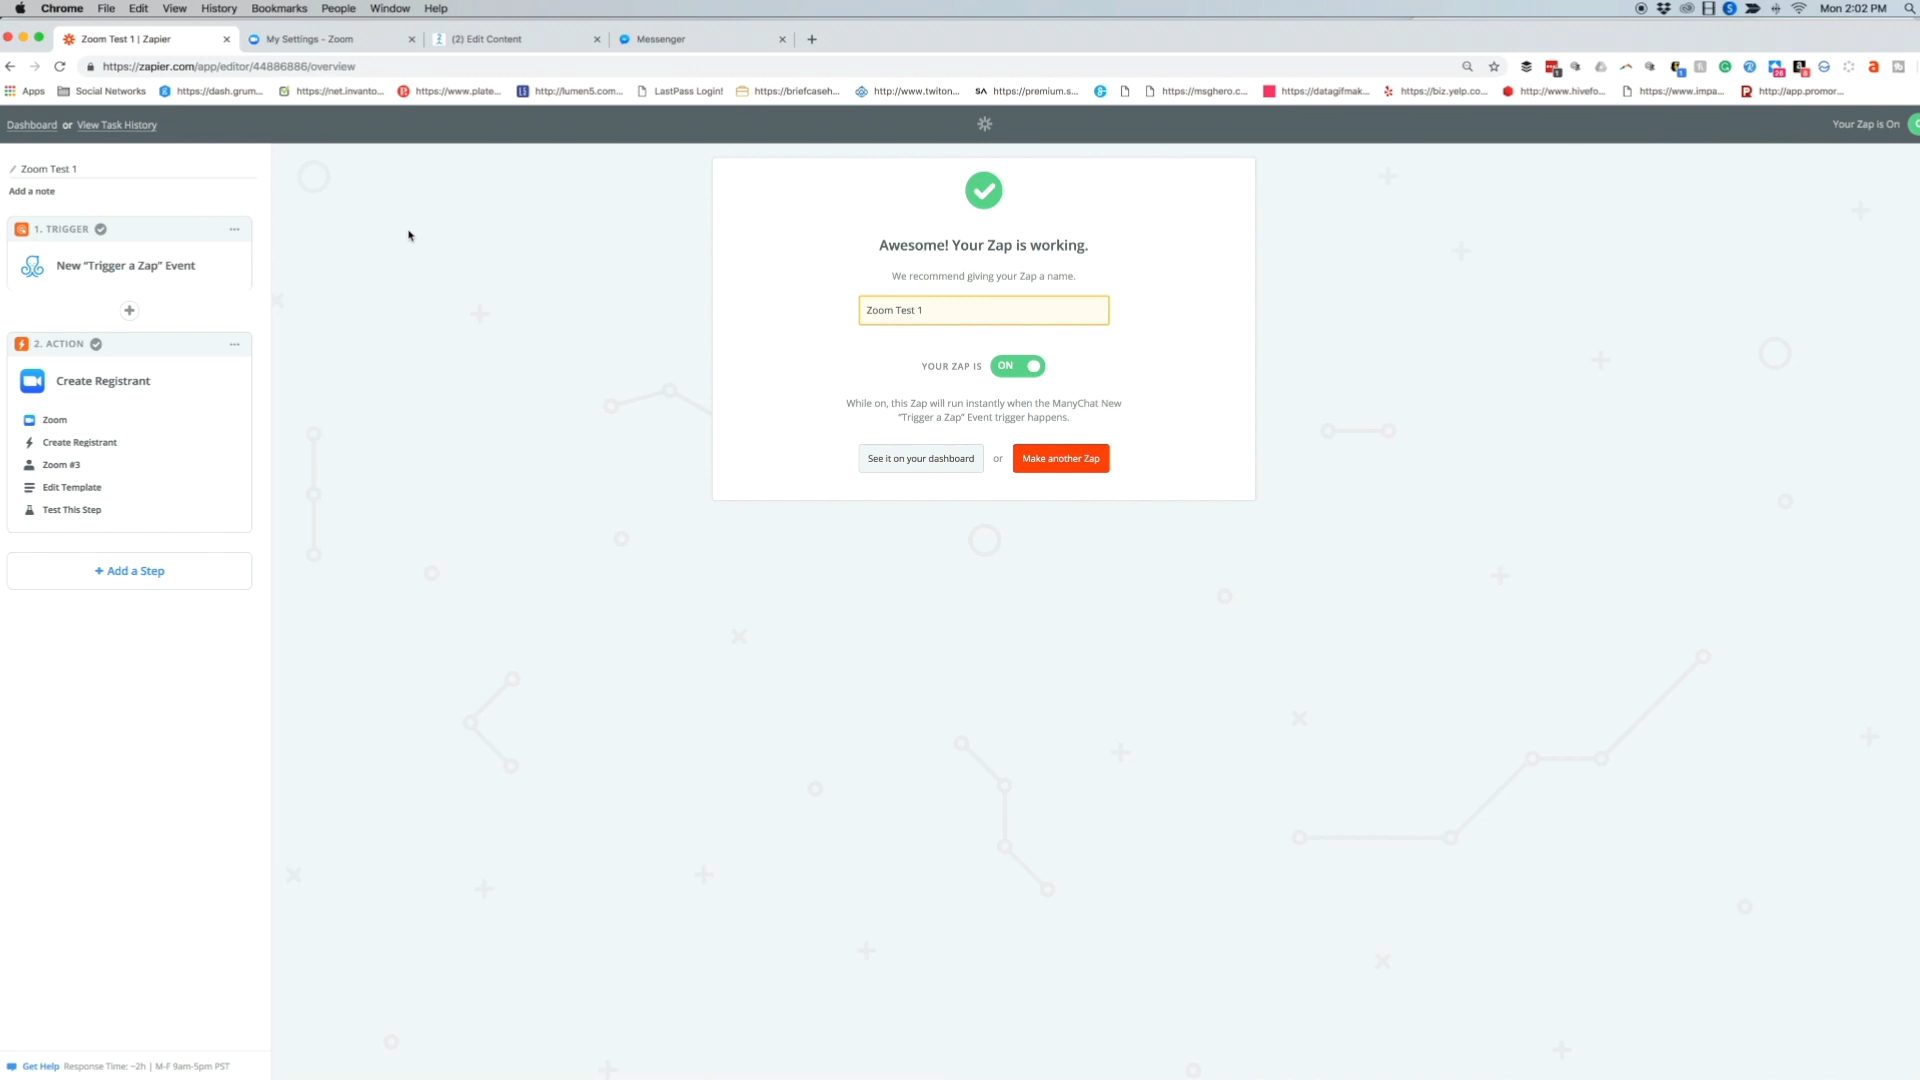 Chrome File Edit View History Bookmarks People Window Help
Mon 2:02 PM
Zoom Test 1 | Zapier
My Settings - Zoom
(2) Edit Content
Messenger
https://zapier.com/app/editor/44886886/overview
Apps
Social Networks
https://dash.grum...
https://net.invanto...
https://www.plate...
http://lumen5.com...
LastPass Login!
https://briefcaseh...
http://www.twiton...
SA https://premium.s...
https://msghero.c...
https://datagifmak...
https://biz.yelp.co...
http://www.hivefo...
https://www.impa...
http://app.promor...
Dashboard or View Task History
Your Zap is On
Zoom Test 1
Add a note
1. TRIGGER
New "Trigger a Zap" Event
2. ACTION
Create Registrant
Zoom
Create Registrant
Zoom #3
Edit Template
Test This Step
+ Add a Step
Awesome! Your Zap is working.
We recommend giving your Zap a name.
Zoom Test 1
YOUR ZAP IS ON
While on, this Zap will run instantly when the ManyChat New
"Trigger a Zap" Event trigger happens.
See it on your dashboard or Make another Zap
Get Help Response Time: ~2h | M-F 9am-5pm PST